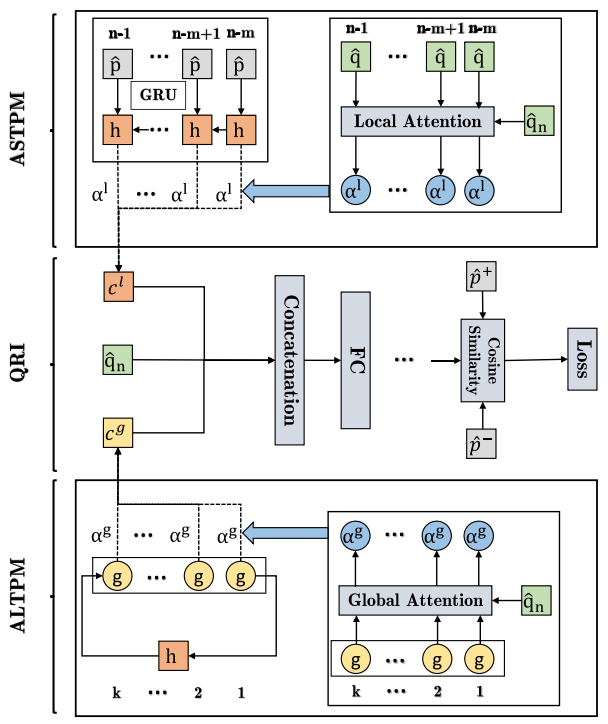 ASTPM
n-1 ... n-m+1 n-m
p̂ ... p̂ p̂
GRU
h ... h h
αˡ ... αˡ αˡ
n-1 ... n-m+1 n-m
q̂ ... q̂ q̂
Local Attention
q̂ₙ
αˡ ... αˡ αˡ
QRI
cˡ
q̂ₙ
cᵍ
Concatenation
FC
...
p̂⁺
Cosine
Similarity
p̂⁻
Loss
ALTPM
αᵍ ... αᵍ αᵍ
g ... g g
h
k ... 2 1
αᵍ ... αᵍ αᵍ
Global Attention
q̂ₙ
g ... g g
k ... 2 1